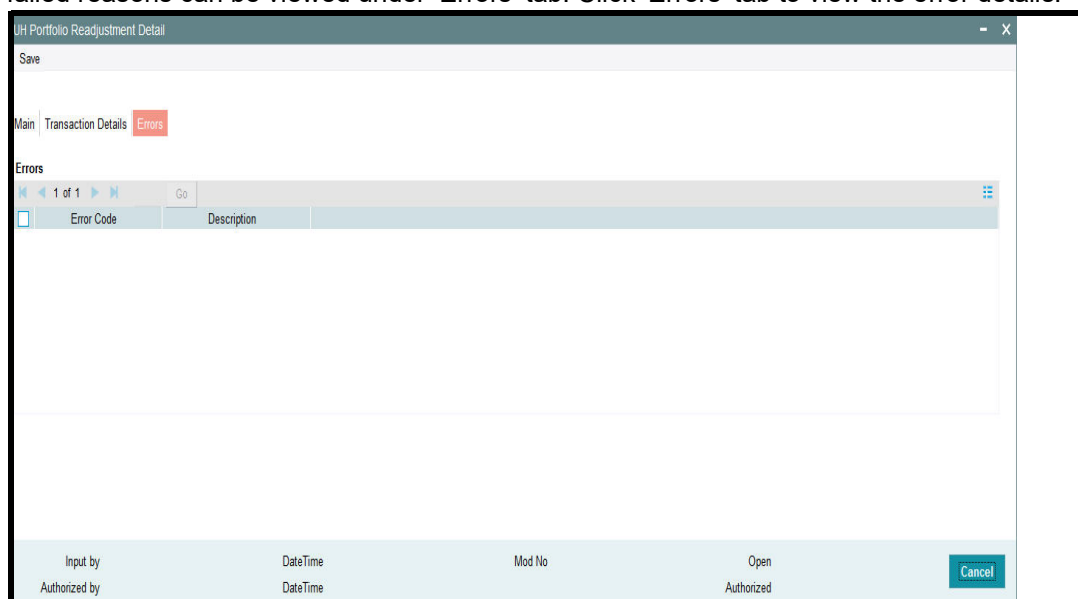 failed reasons can be viewed under 'Errors' tab. Click 'Errors' tab to view the error details.
UH Portfolio Readjustment Detail - X
Save
Main Transaction Details Errors
Errors
1 of 1 Go
Error Code Description
Input by DateTime Mod No Open
Authorized by DateTime Authorized
Cancel